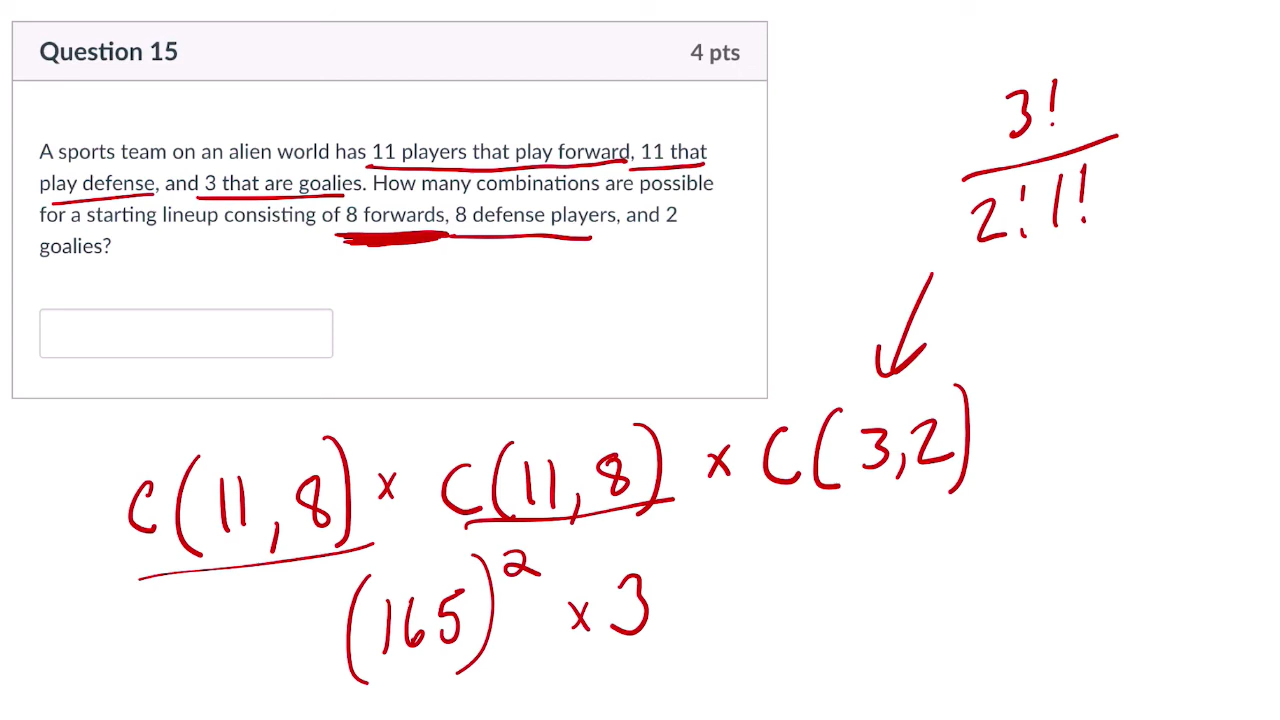 Question 15 4 pts
A sports team on an alien world has 11 players that play forward, 11 that
play defense, and 3 that are goalies. How many combinations are possible
for a starting lineup consisting of 8 forwards, 8 defense players, and 2
goalies?
3!
2!1!
C(11,8) × C(11,8) × C(3,2)
(165)² × 3